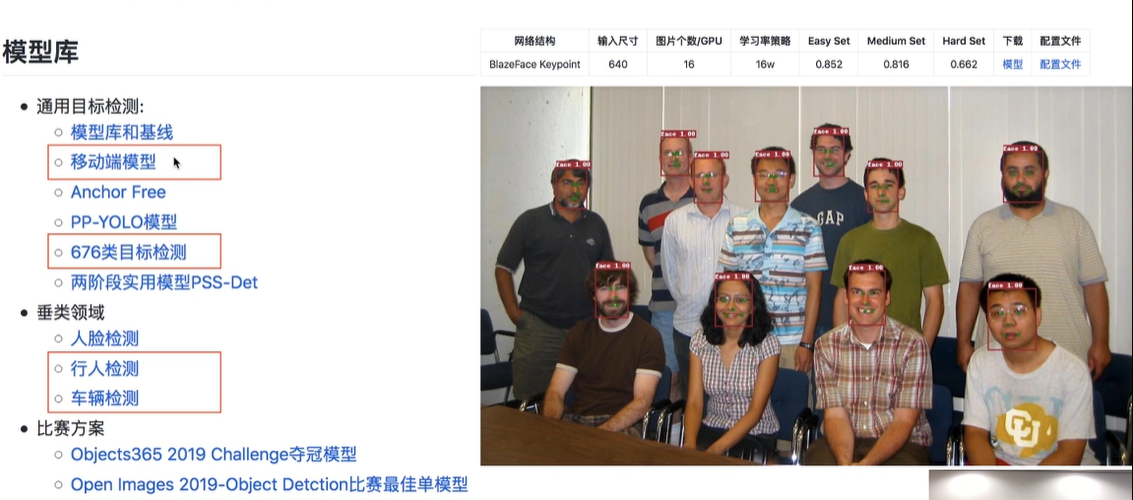 模型库
通用目标检测:
模型库和基线
移动端模型
Anchor Free
PP-YOLO模型
676类目标检测
两阶段实用模型PSS-Det
垂类领域
人脸检测
行人检测
车辆检测
比赛方案
Objects365 2019 Challenge夺冠模型
Open Images 2019-Object Detction比赛最佳单模型
网络结构 输入尺寸 图片个数/GPU 学习率策略 Easy Set Medium Set Hard Set 下载 配置文件
BlazeFace Keypoint 640 16 16w 0.852 0.816 0.662 模型 配置文件
face 1.00
face 1.00
face 1.00
face 1.00
face 1.00
face 1.00
face 1.00
GAP
face 1.00
face 1.00
face 1.00
face 1.00
CU